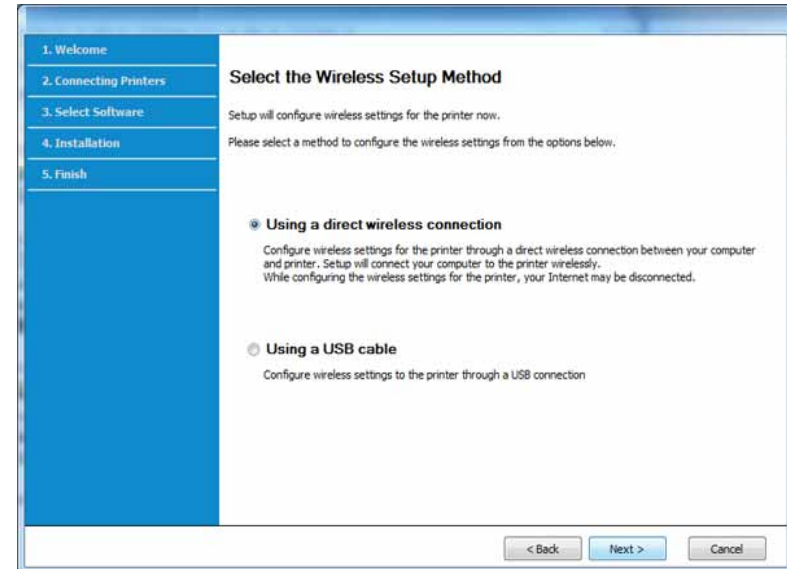 1. Welcome
2. Connecting Printers
3. Select Software
4. Installation
5. Finish
Select the Wireless Setup Method
Setup will configure wireless settings for the printer now.
Please select a method to configure the wireless settings from the options below.
Using a direct wireless connection
Configure wireless settings for the printer through a direct wireless connection between your computer
and printer. Setup will connect your computer to the printer wirelessly.
While configuring the wireless settings for the printer, your Internet may be disconnected.
Using a USB cable
Configure wireless settings to the printer through a USB connection
< Back
Next >
Cancel